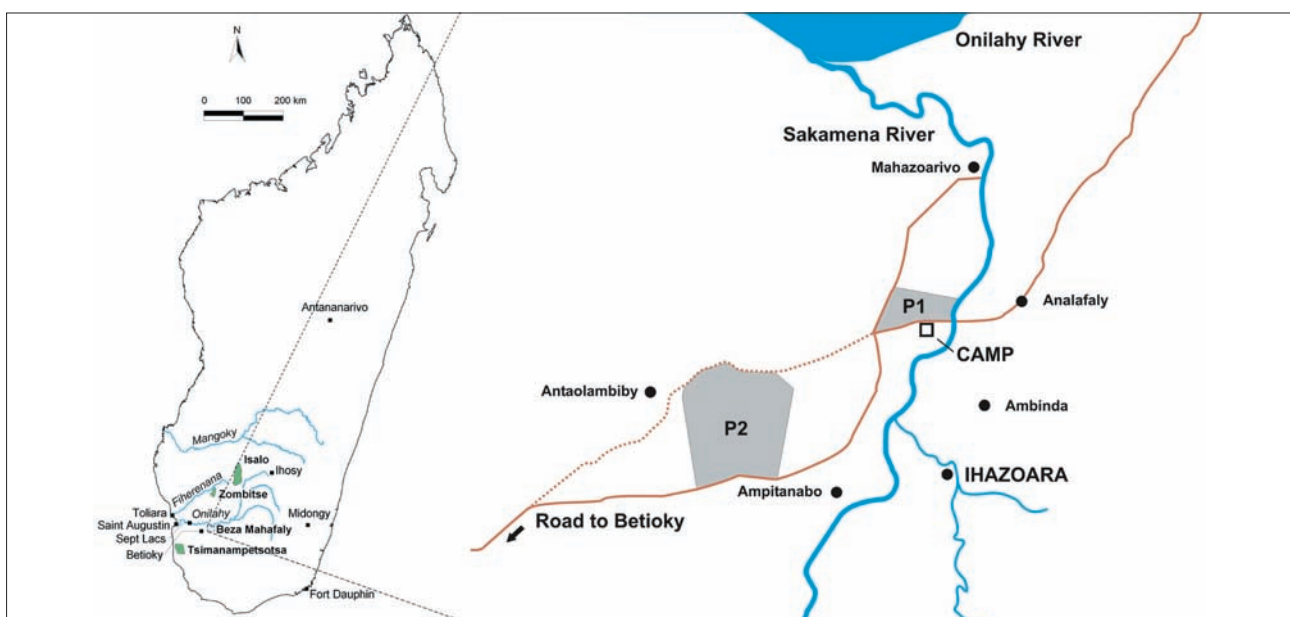 N
0 100 200 km
Antananarivo
Mangoky
Isalo
Ihosy
Fiherenana
Zombitse
Toliara
Onilahy
Midongy
Saint Augustin
Beza Mahafaly
Sept Lacs
Betioky
Tsimanampetsotsa
Fort Dauphin
Onilahy River
Sakamena River
Mahazoarivo
P1
Analafaly
CAMP
Antaolambiby
Ambinda
P2
IHAZOARA
Ampitanabo
Road to Betioky